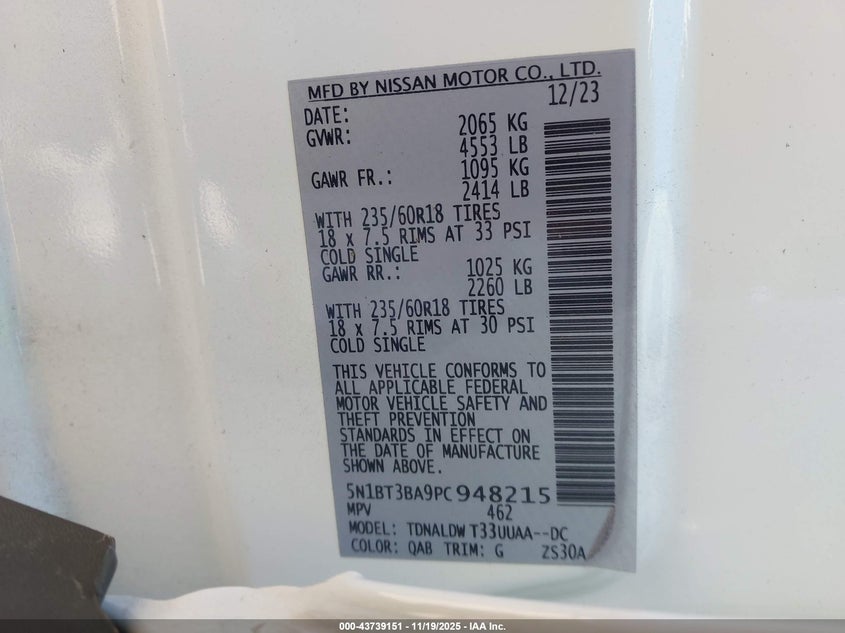 MFD BY NISSAN MOTOR CO., LTD.
DATE: 12/23
GVWR: 2065 KG
4553 LB
GAWR FR.: 1095 KG
2414 LB
WITH 235/60R18 TIRES
18 x 7.5 RIMS AT 33 PSI
COLD SINGLE
GAWR RR.: 1025 KG
2260 LB
WITH 235/60R18 TIRES
18 x 7.5 RIMS AT 30 PSI
COLD SINGLE
THIS VEHICLE CONFORMS TO
ALL APPLICABLE FEDERAL
MOTOR VEHICLE SAFETY AND
THEFT PREVENTION
STANDARDS IN EFFECT ON
THE DATE OF MANUFACTURE
SHOWN ABOVE.
5N1BT3BA9PC948215
MPV 462
MODEL: TDNALDW T33UUAA--DC
COLOR: QAB TRIM: G ZS30A
000-43739151 - 11/19/2025 - IAA Inc.